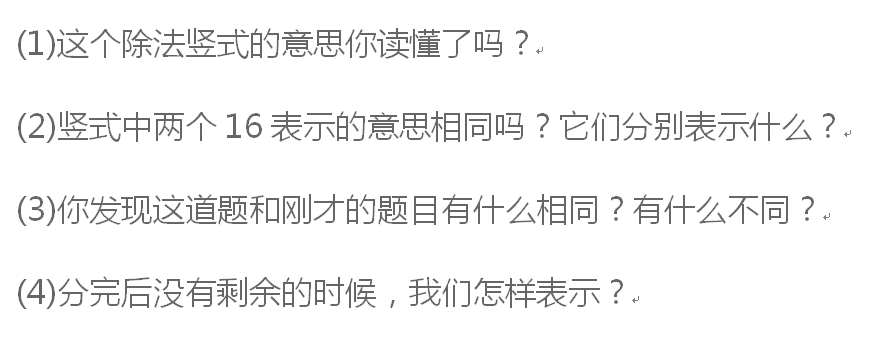 (1)这个除法竖式的意思你读懂了吗？
(2)竖式中两个16表示的意思相同吗？它们分别表示什么？
(3)你发现这道题和刚才的题目有什么相同？有什么不同？
(4)分完后没有剩余的时候，我们怎样表示？